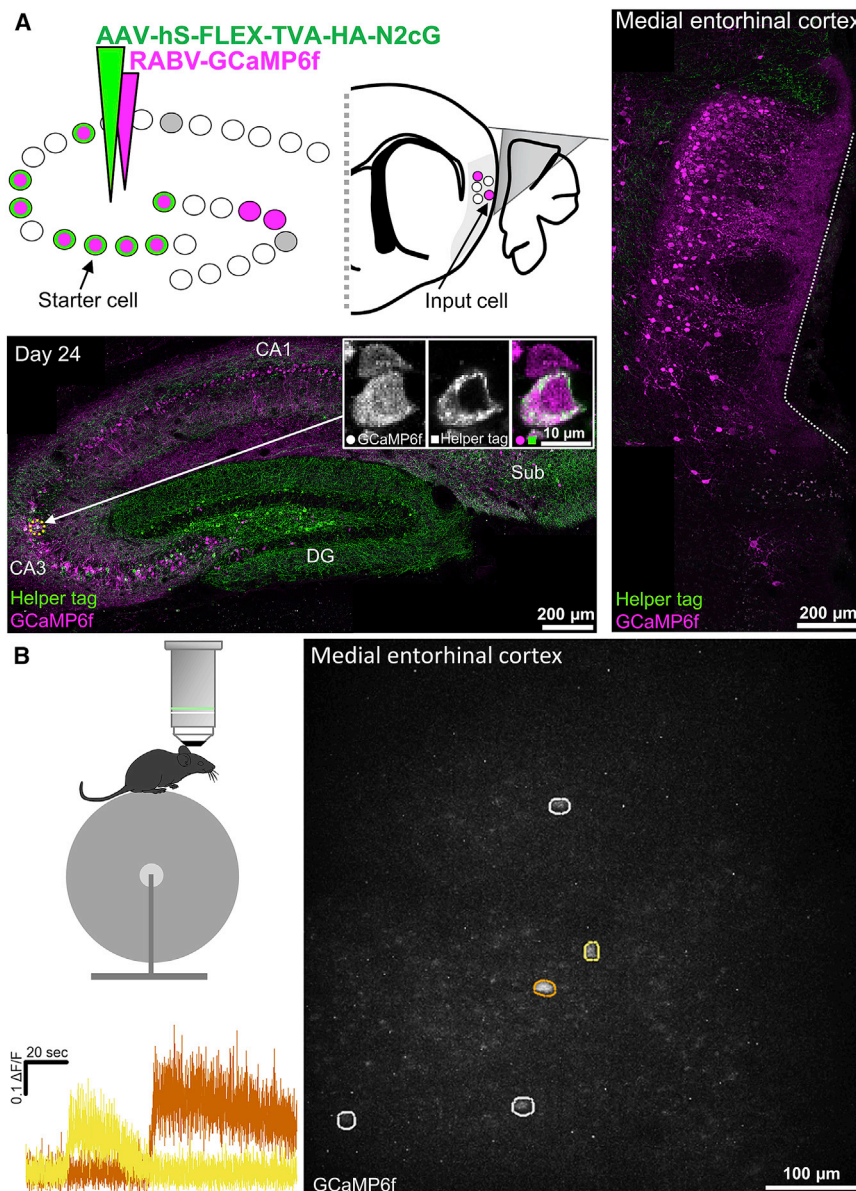 A
AAV-hS-FLEX-TVA-HA-N2cG
RABV-GCaMP6f
Starter cell
Input cell
Medial entorhinal cortex
Helper tag
GCaMP6f
200 µm
Day 24
CA1
GCaMP6f
Helper tag
10 µm
Sub
CA3
DG
Helper tag
GCaMP6f
200 µm
B
Medial entorhinal cortex
20 sec
0.1 ΔF/F
GCaMP6f
100 µm